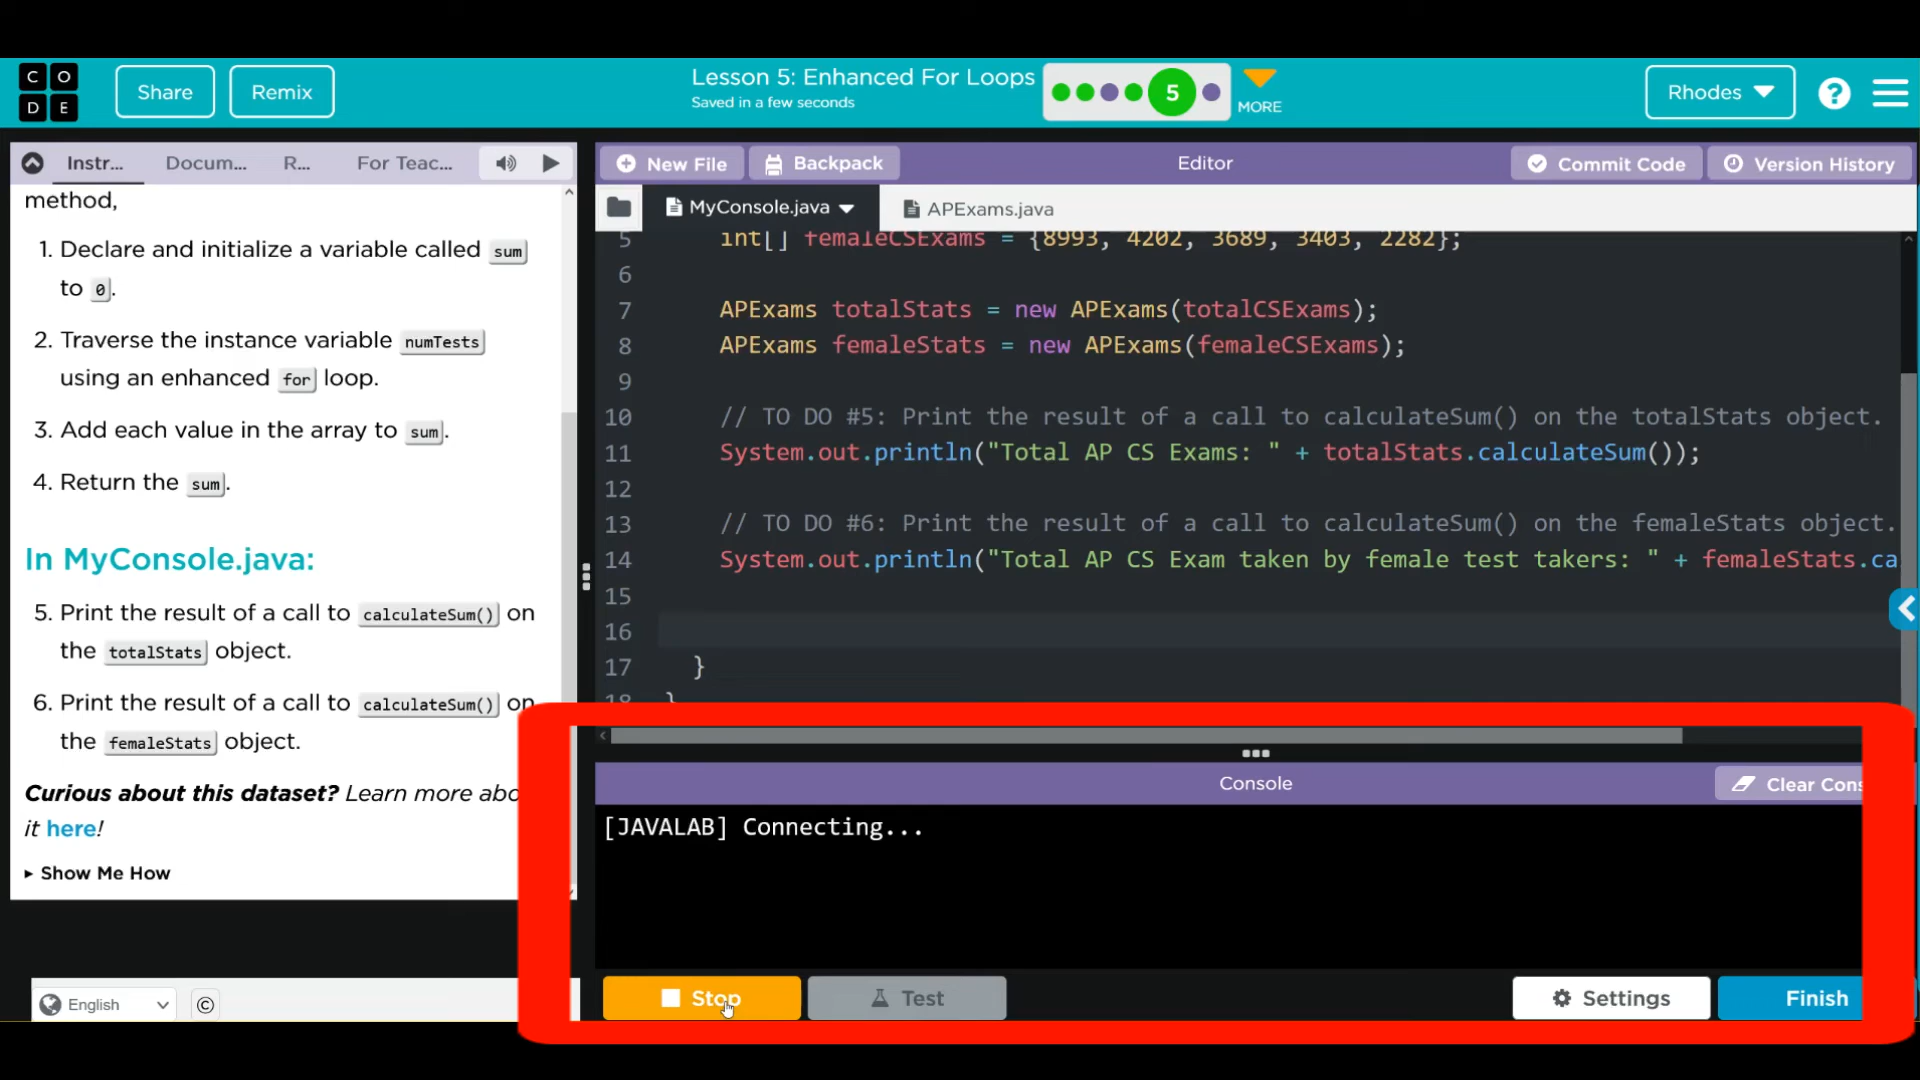 C O
D E
Share
Remix
Lesson 5: Enhanced For Loops
Saved in a few seconds
5
MORE
Rhodes
?
Instr...
Docum...
R...
For Teac...
New File
Backpack
Editor
Commit Code
Version History
MyConsole.java
APExams.java
method,
1. Declare and initialize a variable called sum
to 0.
2. Traverse the instance variable numTests
using an enhanced for loop.
3. Add each value in the array to sum.
4. Return the sum.
In MyConsole.java:
5. Print the result of a call to calculateSum() on
the totalStats object.
6. Print the result of a call to calculateSum() on
the femaleStats object.
Curious about this dataset? Learn more abo
it here!
Show Me How
English
©
5 int[] femaleCSExams = {8993, 4202, 3689, 3403, 2282};
6
7 APExams totalStats = new APExams(totalCSExams);
8 APExams femaleStats = new APExams(femaleCSExams);
9
10 // TO DO #5: Print the result of a call to calculateSum() on the totalStats object.
11 System.out.println("Total AP CS Exams: " + totalStats.calculateSum());
12
13 // TO DO #6: Print the result of a call to calculateSum() on the femaleStats object.
14 System.out.println("Total AP CS Exam taken by female test takers: " + femaleStats.ca
15
16
17 }
18 }
Console
Clear Cons
[JAVALAB] Connecting...
Stop
Test
Settings
Finish